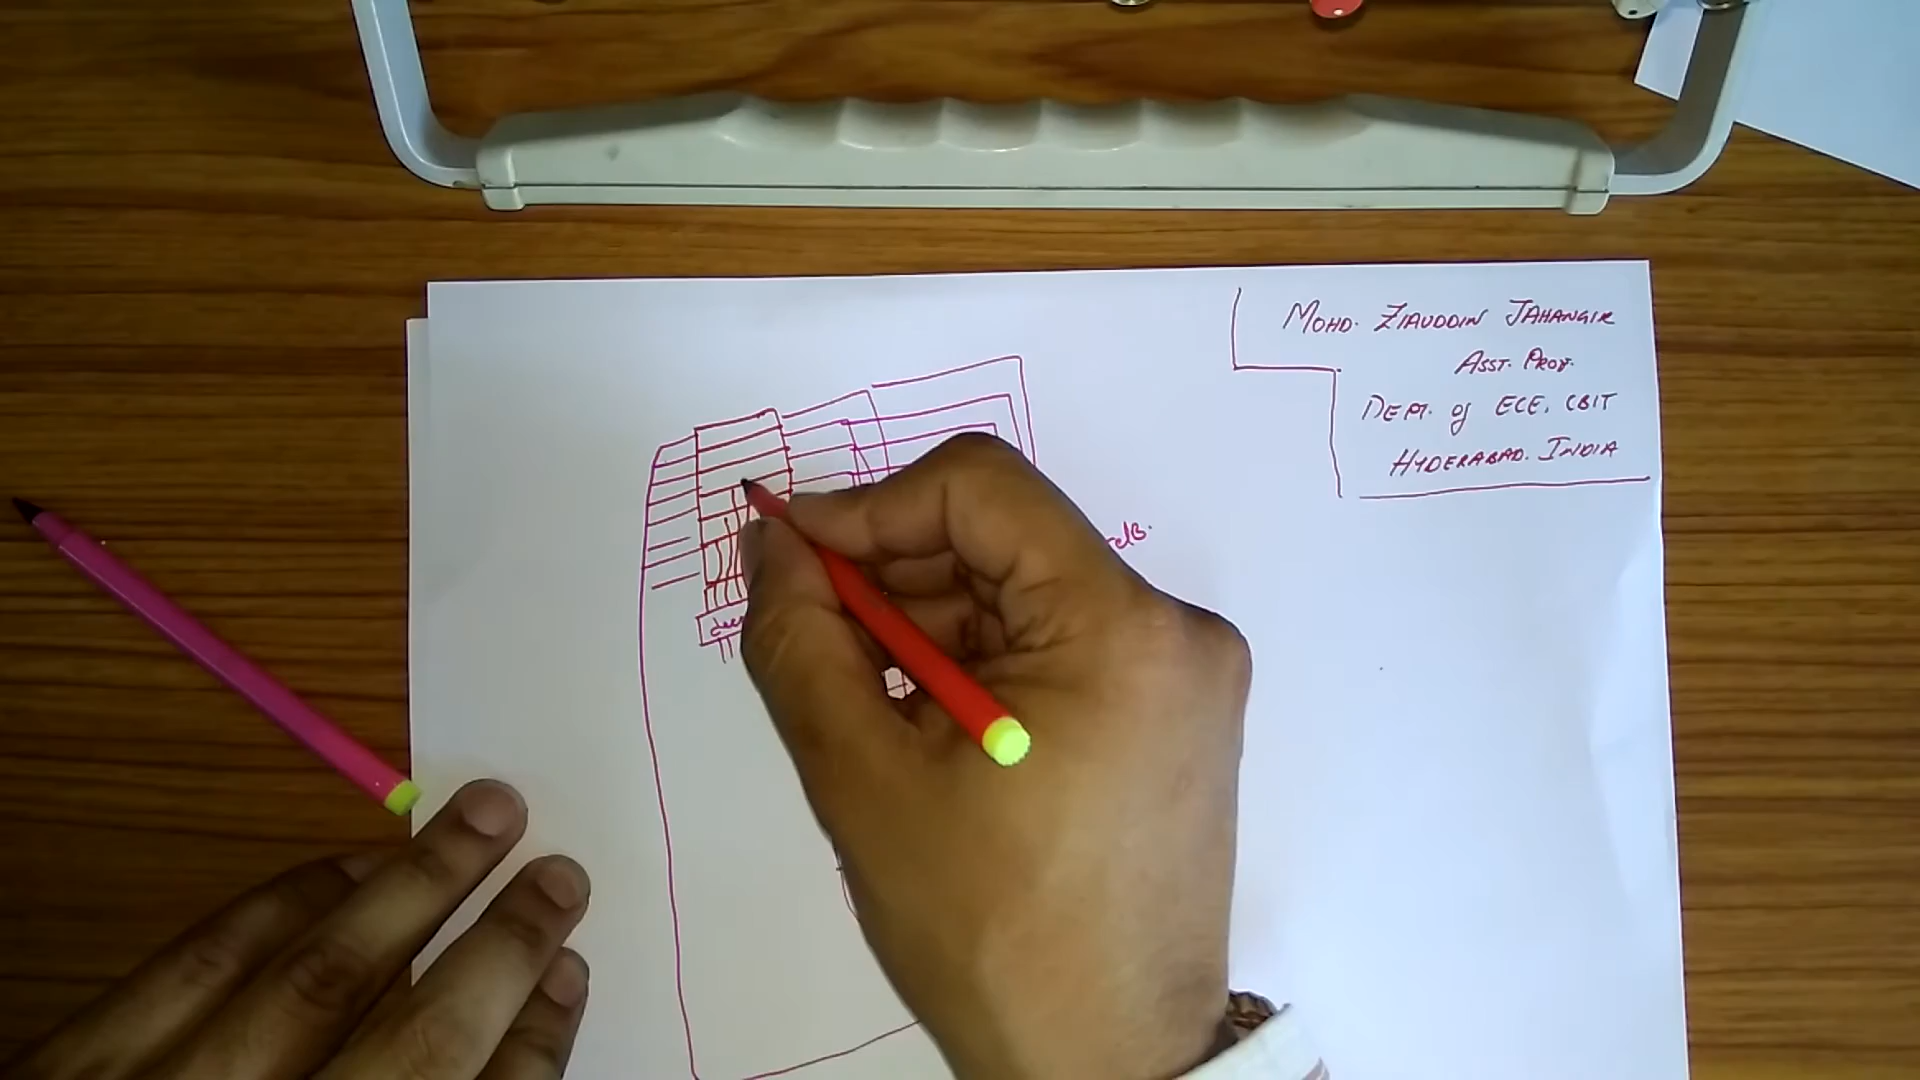 MOHD. ZIAUDDIN JAHANGIR
ASST. PROF.
DEPT. of ECE, CBIT
HYDERABAD. INDIA